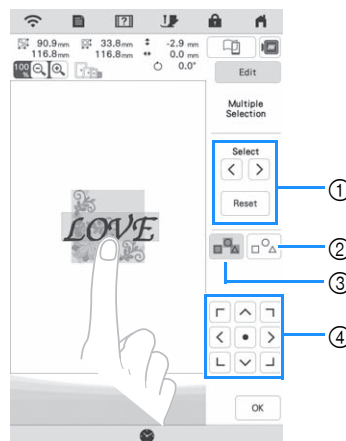 90.9mm 33.8mm -2.9 mm
116.8mm 116.8mm 0.0 mm
0.0°
100 %
Edit
Multiple
Selection
Select
< >
Reset
LOVE
OK
1
2
3
4